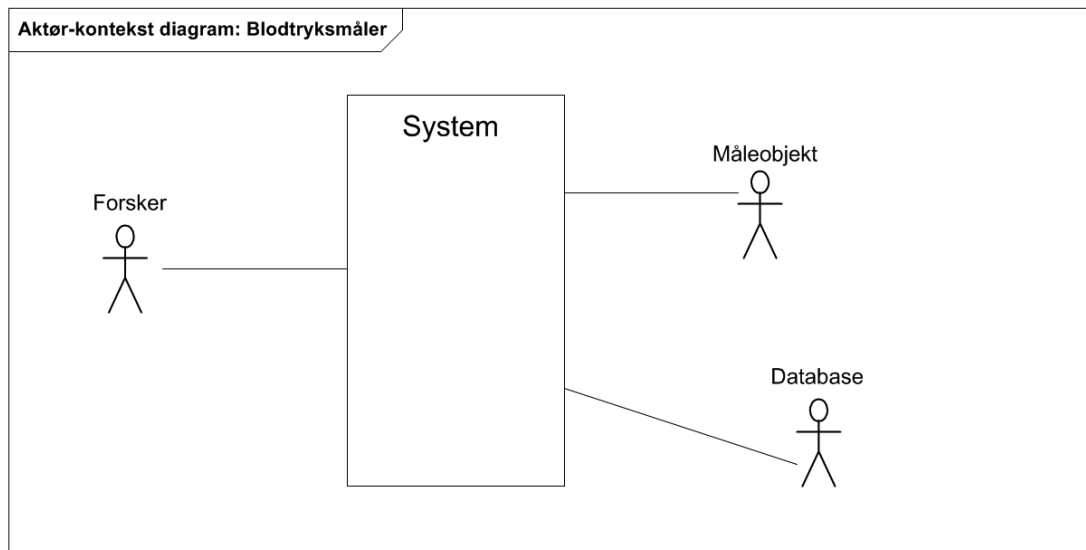 Aktør-kontekst diagram: Blodtryksmåler
System
Måleobjekt
Forsker
Database